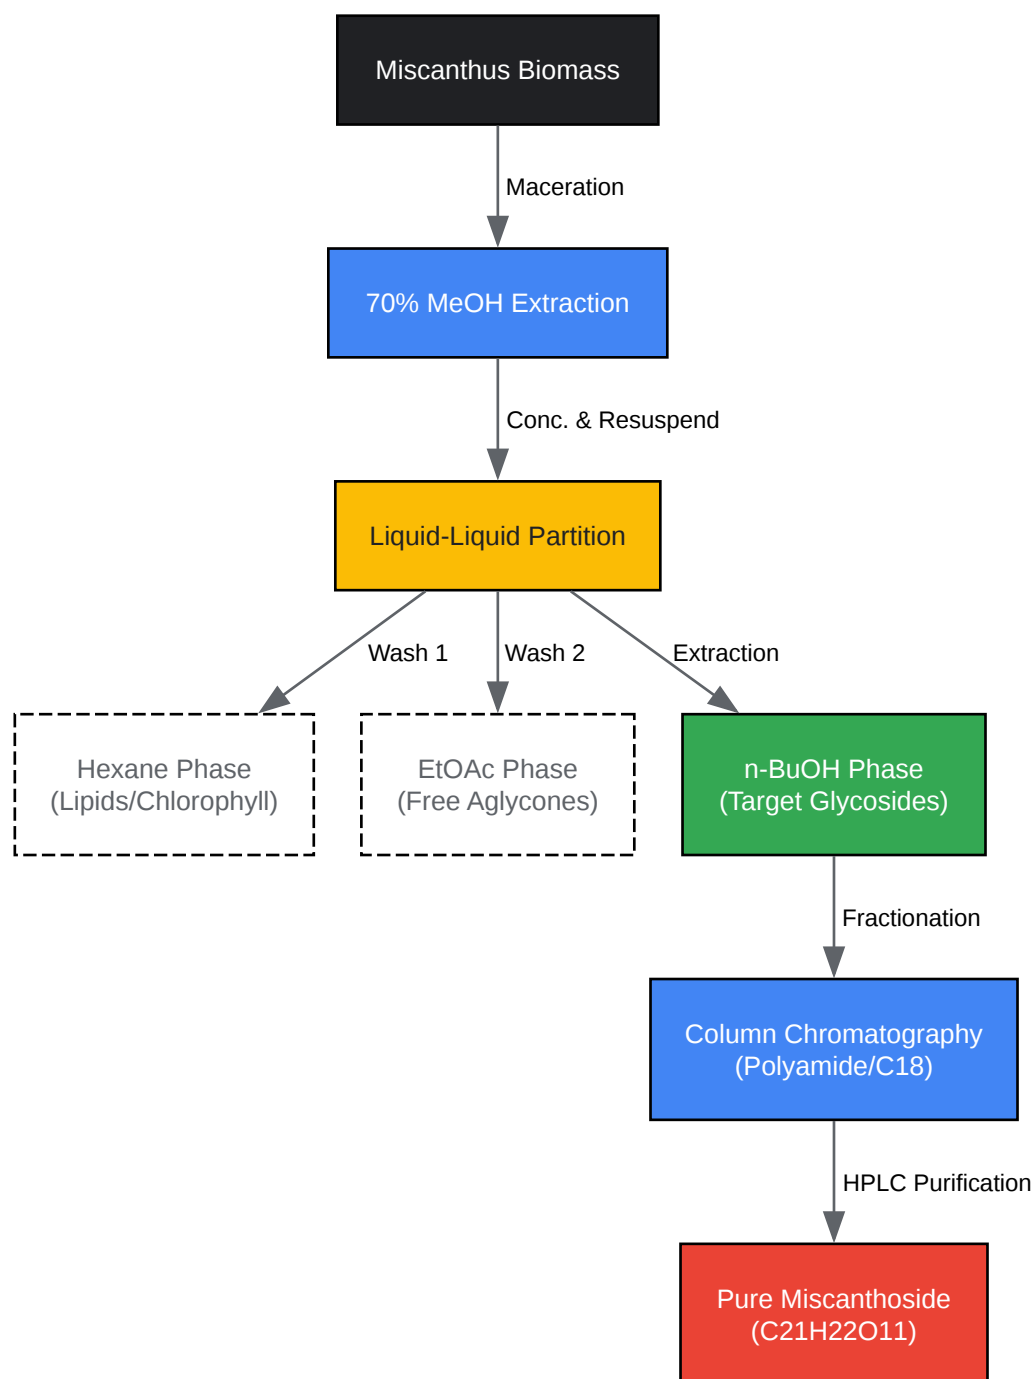 Miscanthus Biomass
Maceration
70% MeOH Extraction
Conc. & Resuspend
Liquid-Liquid Partition
Wash 1
Wash 2
Extraction
Hexane Phase
(Lipids/Chlorophyll)
EtOAc Phase
(Free Aglycones)
n-BuOH Phase
(Target Glycosides)
Fractionation
Column Chromatography
(Polyamide/C18)
HPLC Purification
Pure Miscanthoside
(C21H22O11)